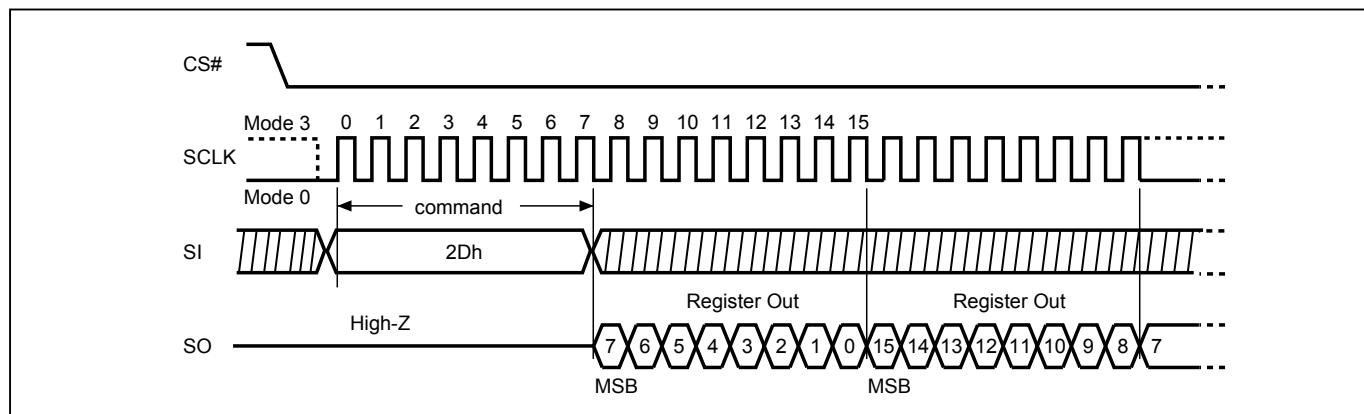 CS#
Mode 3 0 1 2 3 4 5 6 7 8 9 10 11 12 13 14 15
SCLK
Mode 0
command
SI 2Dh
Register Out Register Out
High-Z
SO 7 6 5 4 3 2 1 0 15 14 13 12 11 10 9 8 7
MSB MSB